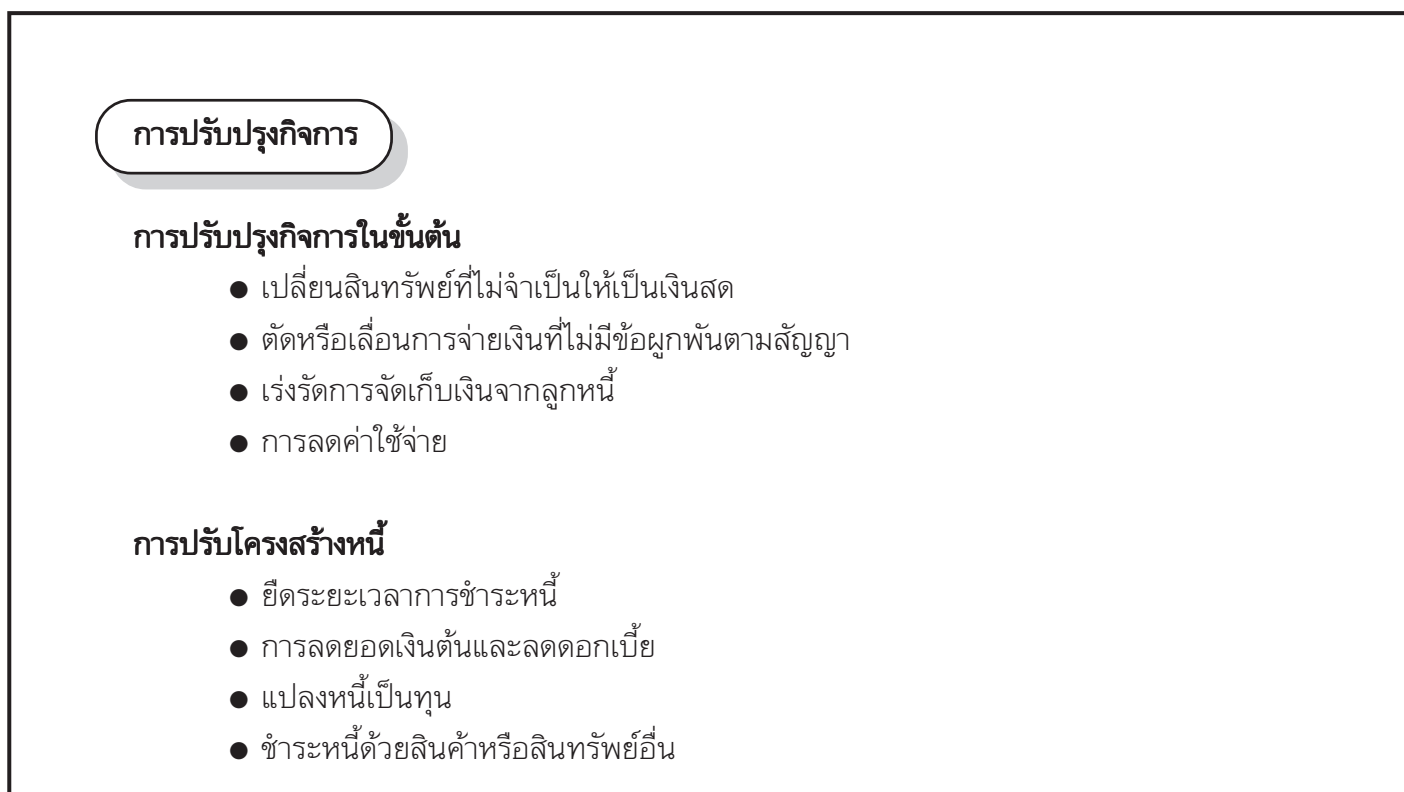 การปรับปรุงกิจการ
การปรับปรุงกิจการในขั้นต้น
● เปลี่ยนสินทรัพย์ที่ไม่จำเป็นให้เป็นเงินสด
● ตัดหรือเลื่อนการจ่ายเงินที่ไม่มีข้อผูกพันตามสัญญา
● เร่งรัดการจัดเก็บเงินจากลูกหนี้
● การลดค่าใช้จ่าย
การปรับโครงสร้างหนี้
● ยืดระยะเวลาการชำระหนี้
● การลดยอดเงินต้นและลดดอกเบี้ย
● แปลงหนี้เป็นทุน
● ชำระหนี้ด้วยสินค้าหรือสินทรัพย์อื่น